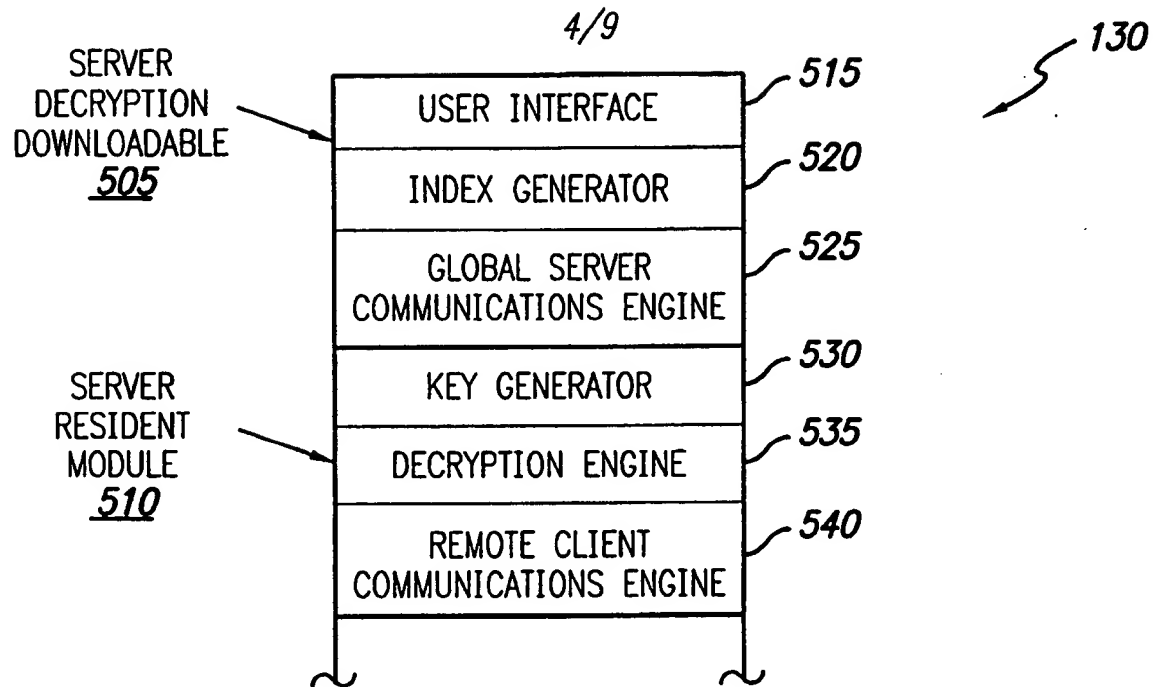 4/9
130
SERVER
DECRYPTION
DOWNLOADABLE
505
USER INTERFACE
515
INDEX GENERATOR
520
GLOBAL SERVER
COMMUNICATIONS ENGINE
525
SERVER
RESIDENT
MODULE
510
KEY GENERATOR
530
DECRYPTION ENGINE
535
REMOTE CLIENT
COMMUNICATIONS ENGINE
540